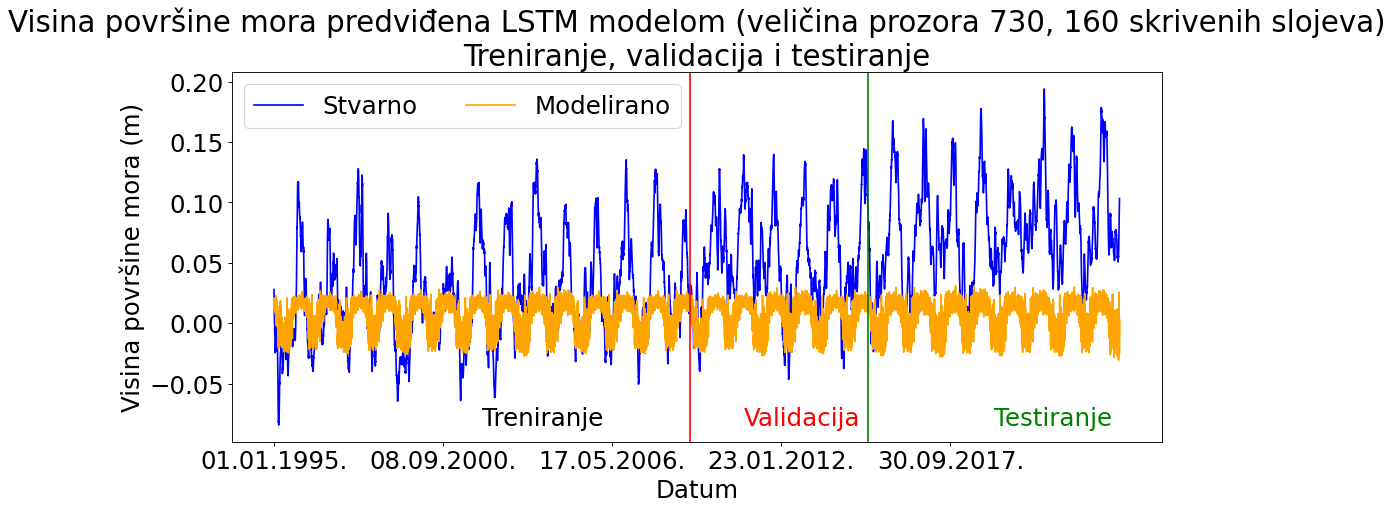 Visina površine mora predviđena LSTM modelom (veličina prozora 730, 160 skrivenih slojeva)
Treniranje, validacija i testiranje
Stvarno
Modelirano
Visina površine mora (m)
0.20
0.15
0.10
0.05
0.00
−0.05
Treniranje
Validacija
Testiranje
01.01.1995.
08.09.2000.
17.05.2006.
23.01.2012.
30.09.2017.
Datum